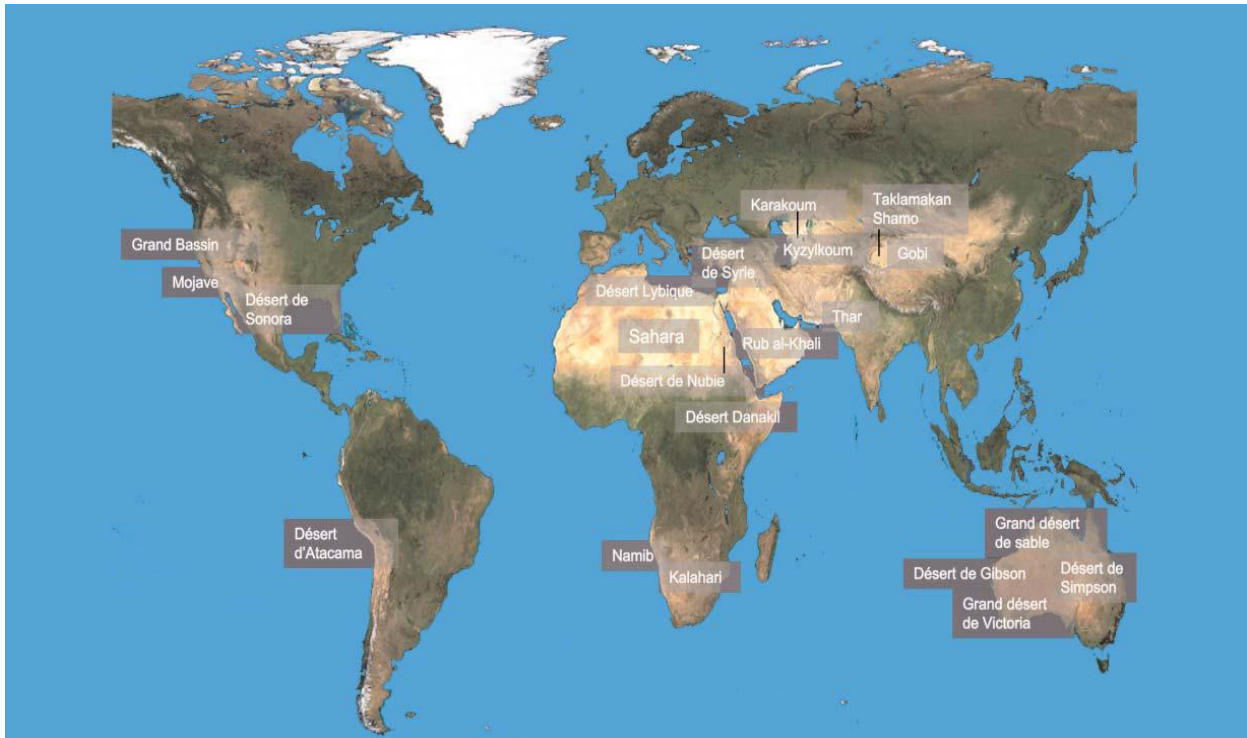 Karakoum
Taklamakan
Shamo
Grand Bassin
Désert
de Syrie
Kyzylkoum
Gobi
Mojave
Désert de
Sonora
Désert Lybique
Thar
Sahara
Rub al-Khali
Désert de Nubie
Désert Danakil
Désert
d'Atacama
Grand désert
de sable
Namib
Kalahari
Désert de Gibson
Désert de
Simpson
Grand désert
de Victoria